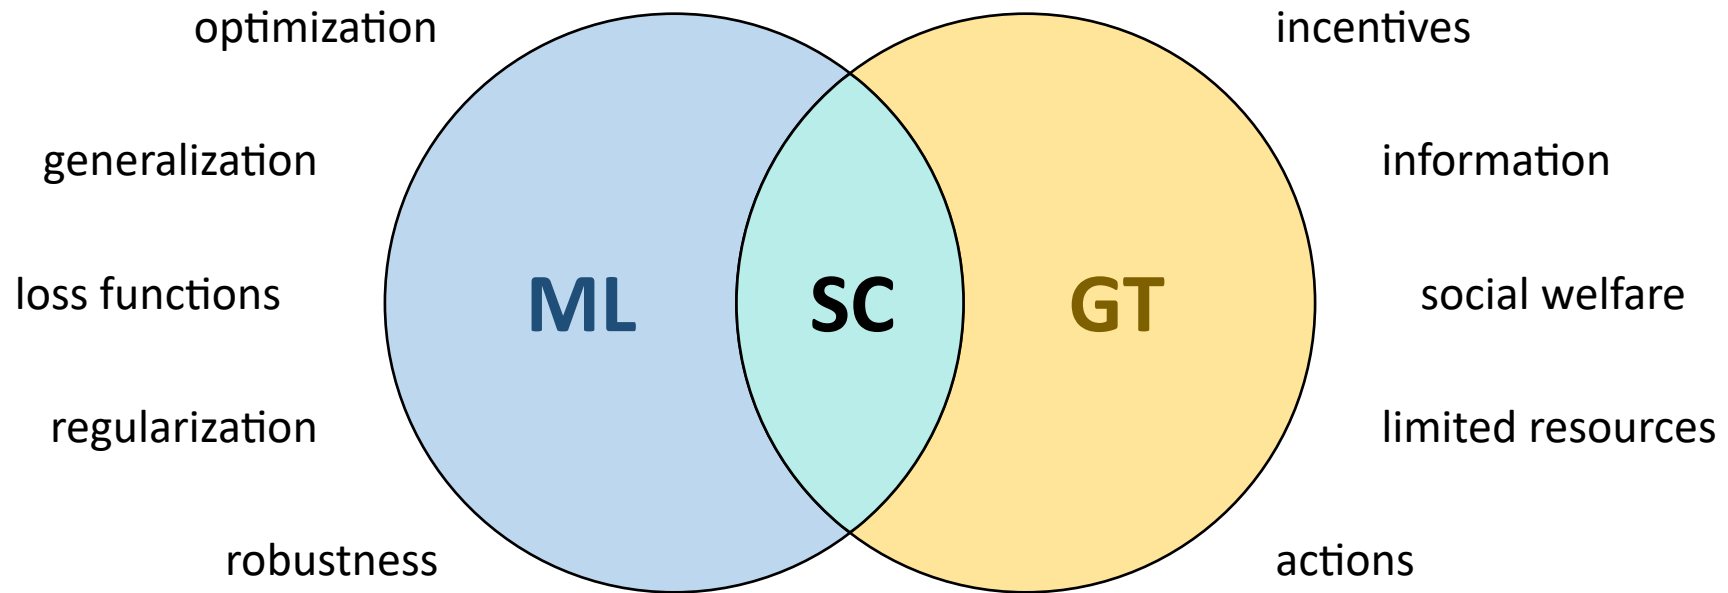 optimization
incentives
generalization
information
loss functions
ML
SC
GT
social welfare
regularization
limited resources
robustness
actions